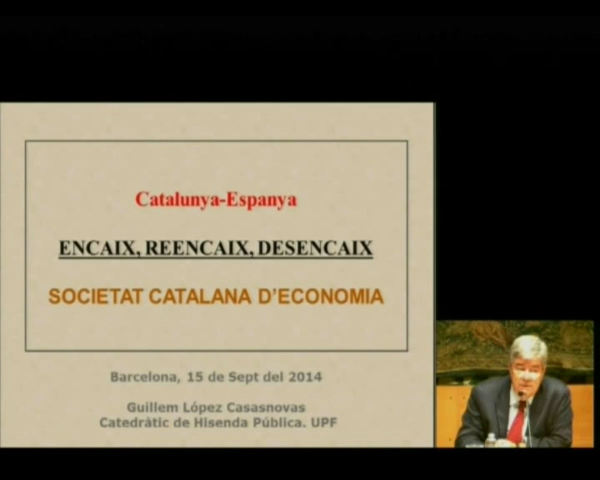 Catalunya-Espanya
ENCAIX, REENCAIX, DESENCAIX
SOCIETAT CATALANA D'ECONOMIA
Barcelona, 15 de Sept del 2014
Guillem López Casasnovas
Catedràtic de Hisenda Pública. UPF